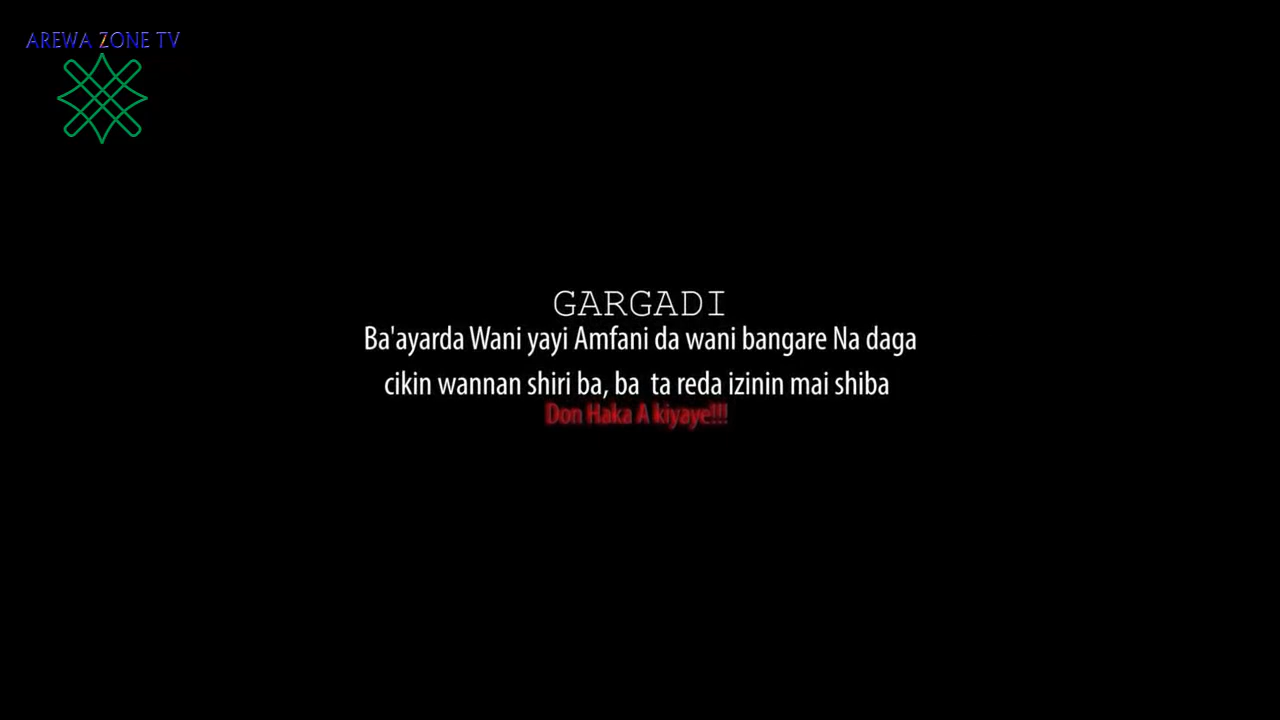 AREWA ZONE TV
GARGADI
Ba'ayarda Wani yayi Amfani da wani bangare Na daga
cikin wannan shiri ba, ba ta reda izinin mai shiba
Don Haka A kiyaye!!!